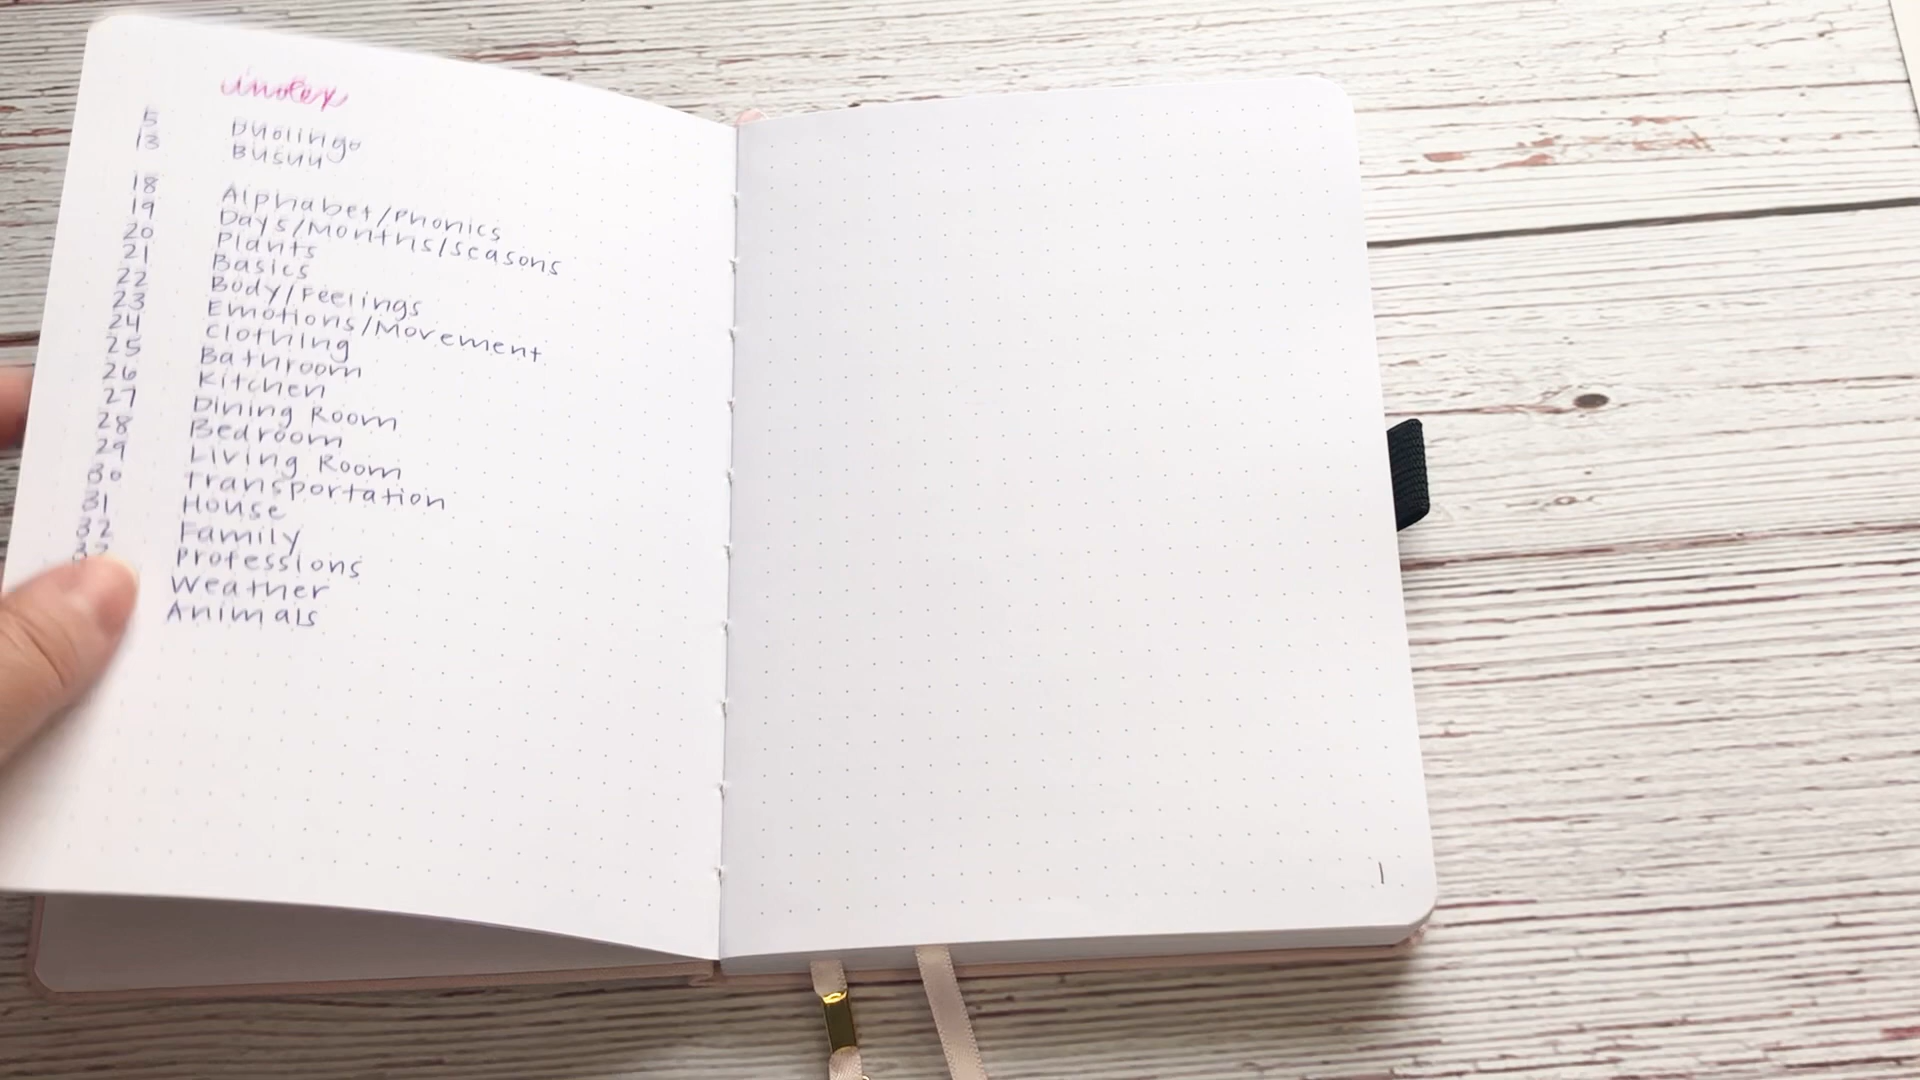 index
5 Duolingo
13 Busuu
18 Alphabet/Phonics
19 Days/Months/Seasons
20 Plants
21 Basics
22 Body/Feelings
23 Emotions/Movement
24 Clothing
25 Bathroom
26 Kitchen
27 Dining Room
28 Bedroom
29 Living Room
30 Transportation
31 House
32 Family
Professions
Weather
Animals
1